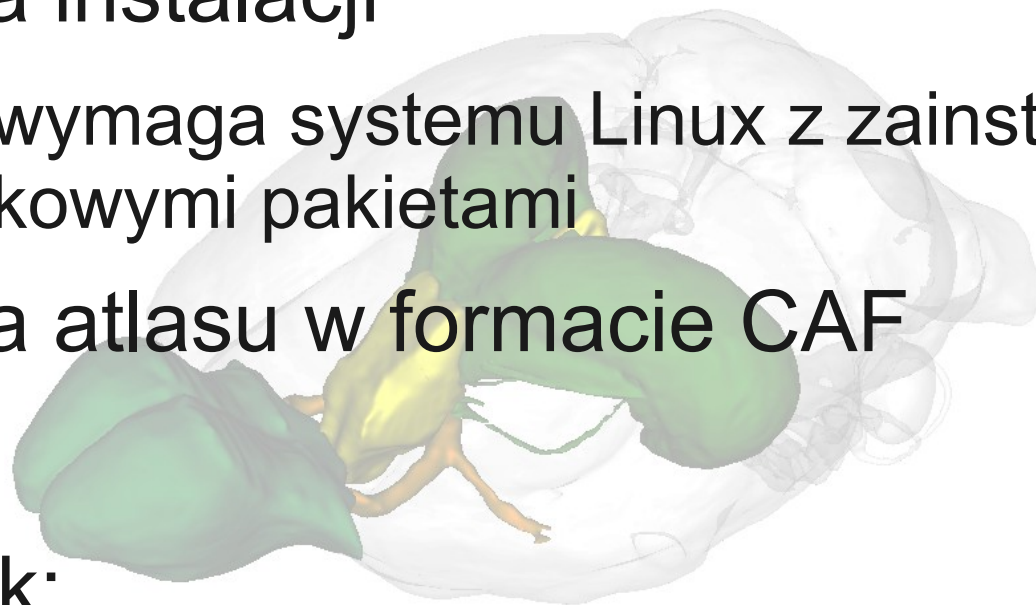 a instalacji
wymaga systemu Linux z zainst
kowymi pakietami
a atlasu w formacie CAF
k: